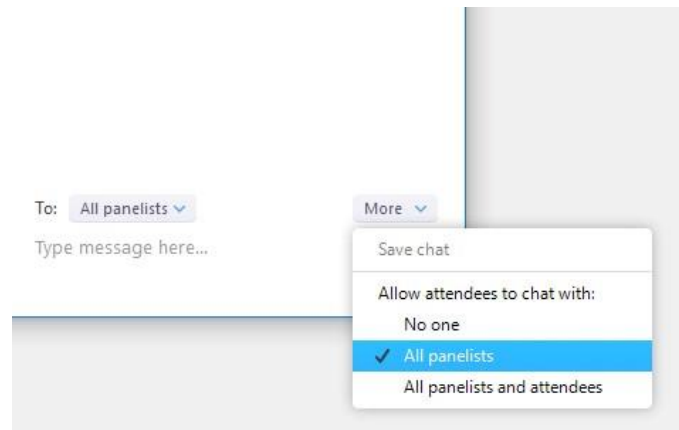 To: All panelists
More
Type message here...
Save chat
Allow attendees to chat with:
No one
All panelists
All panelists and attendees